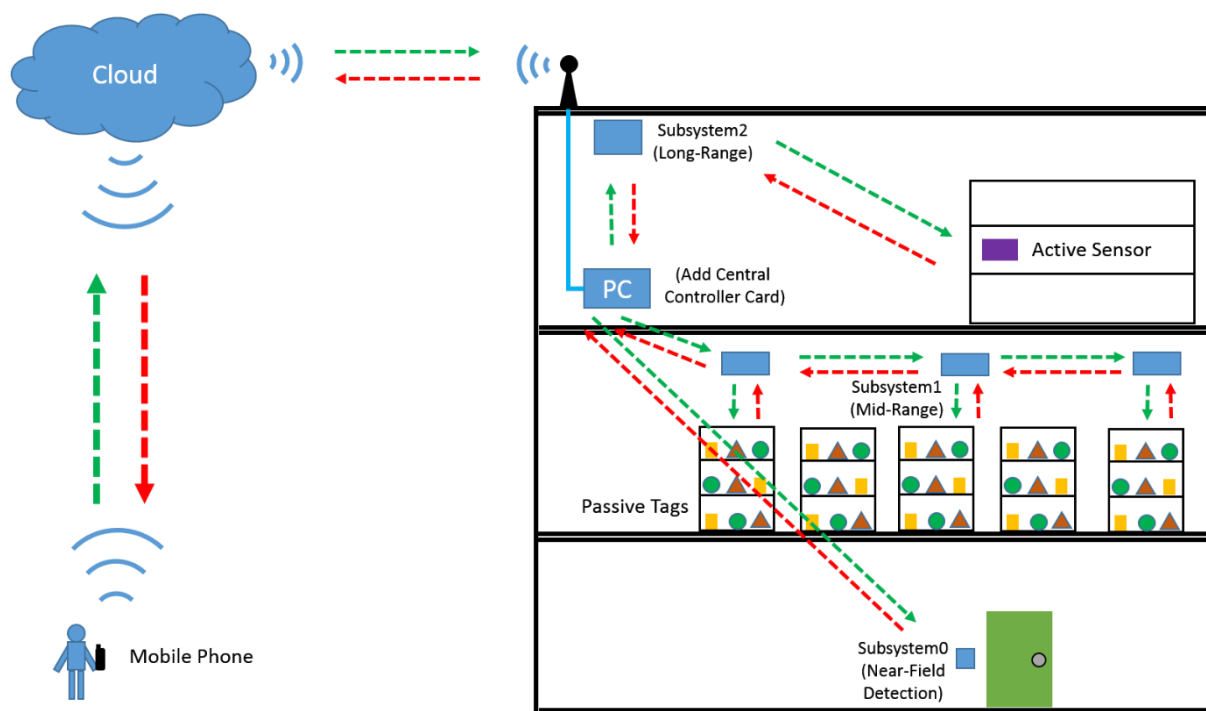 Cloud
Subsystem2
(Long-Range)
Active Sensor
PC
(Add Central
Controller Card)
Subsystem1
(Mid-Range)
Passive Tags
Mobile Phone
Subsystem0
(Near-Field
Detection)